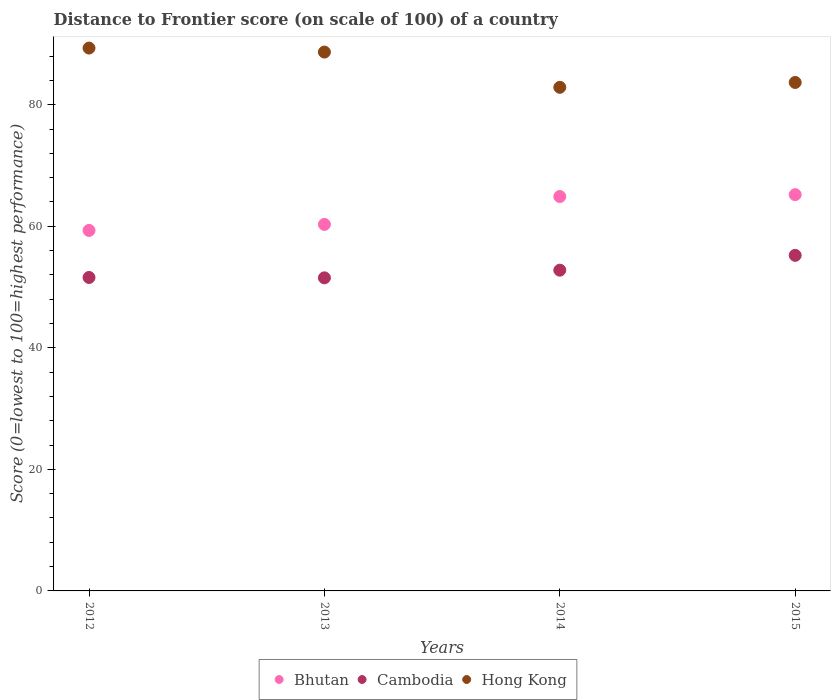 Distance to Frontier score (on scale of 100) of a country
Score (0=lowest to 100=highest performance)
80
60
40
20
0
2012
2013
2014
2015
Years
Bhutan
Cambodia
Hong Kong